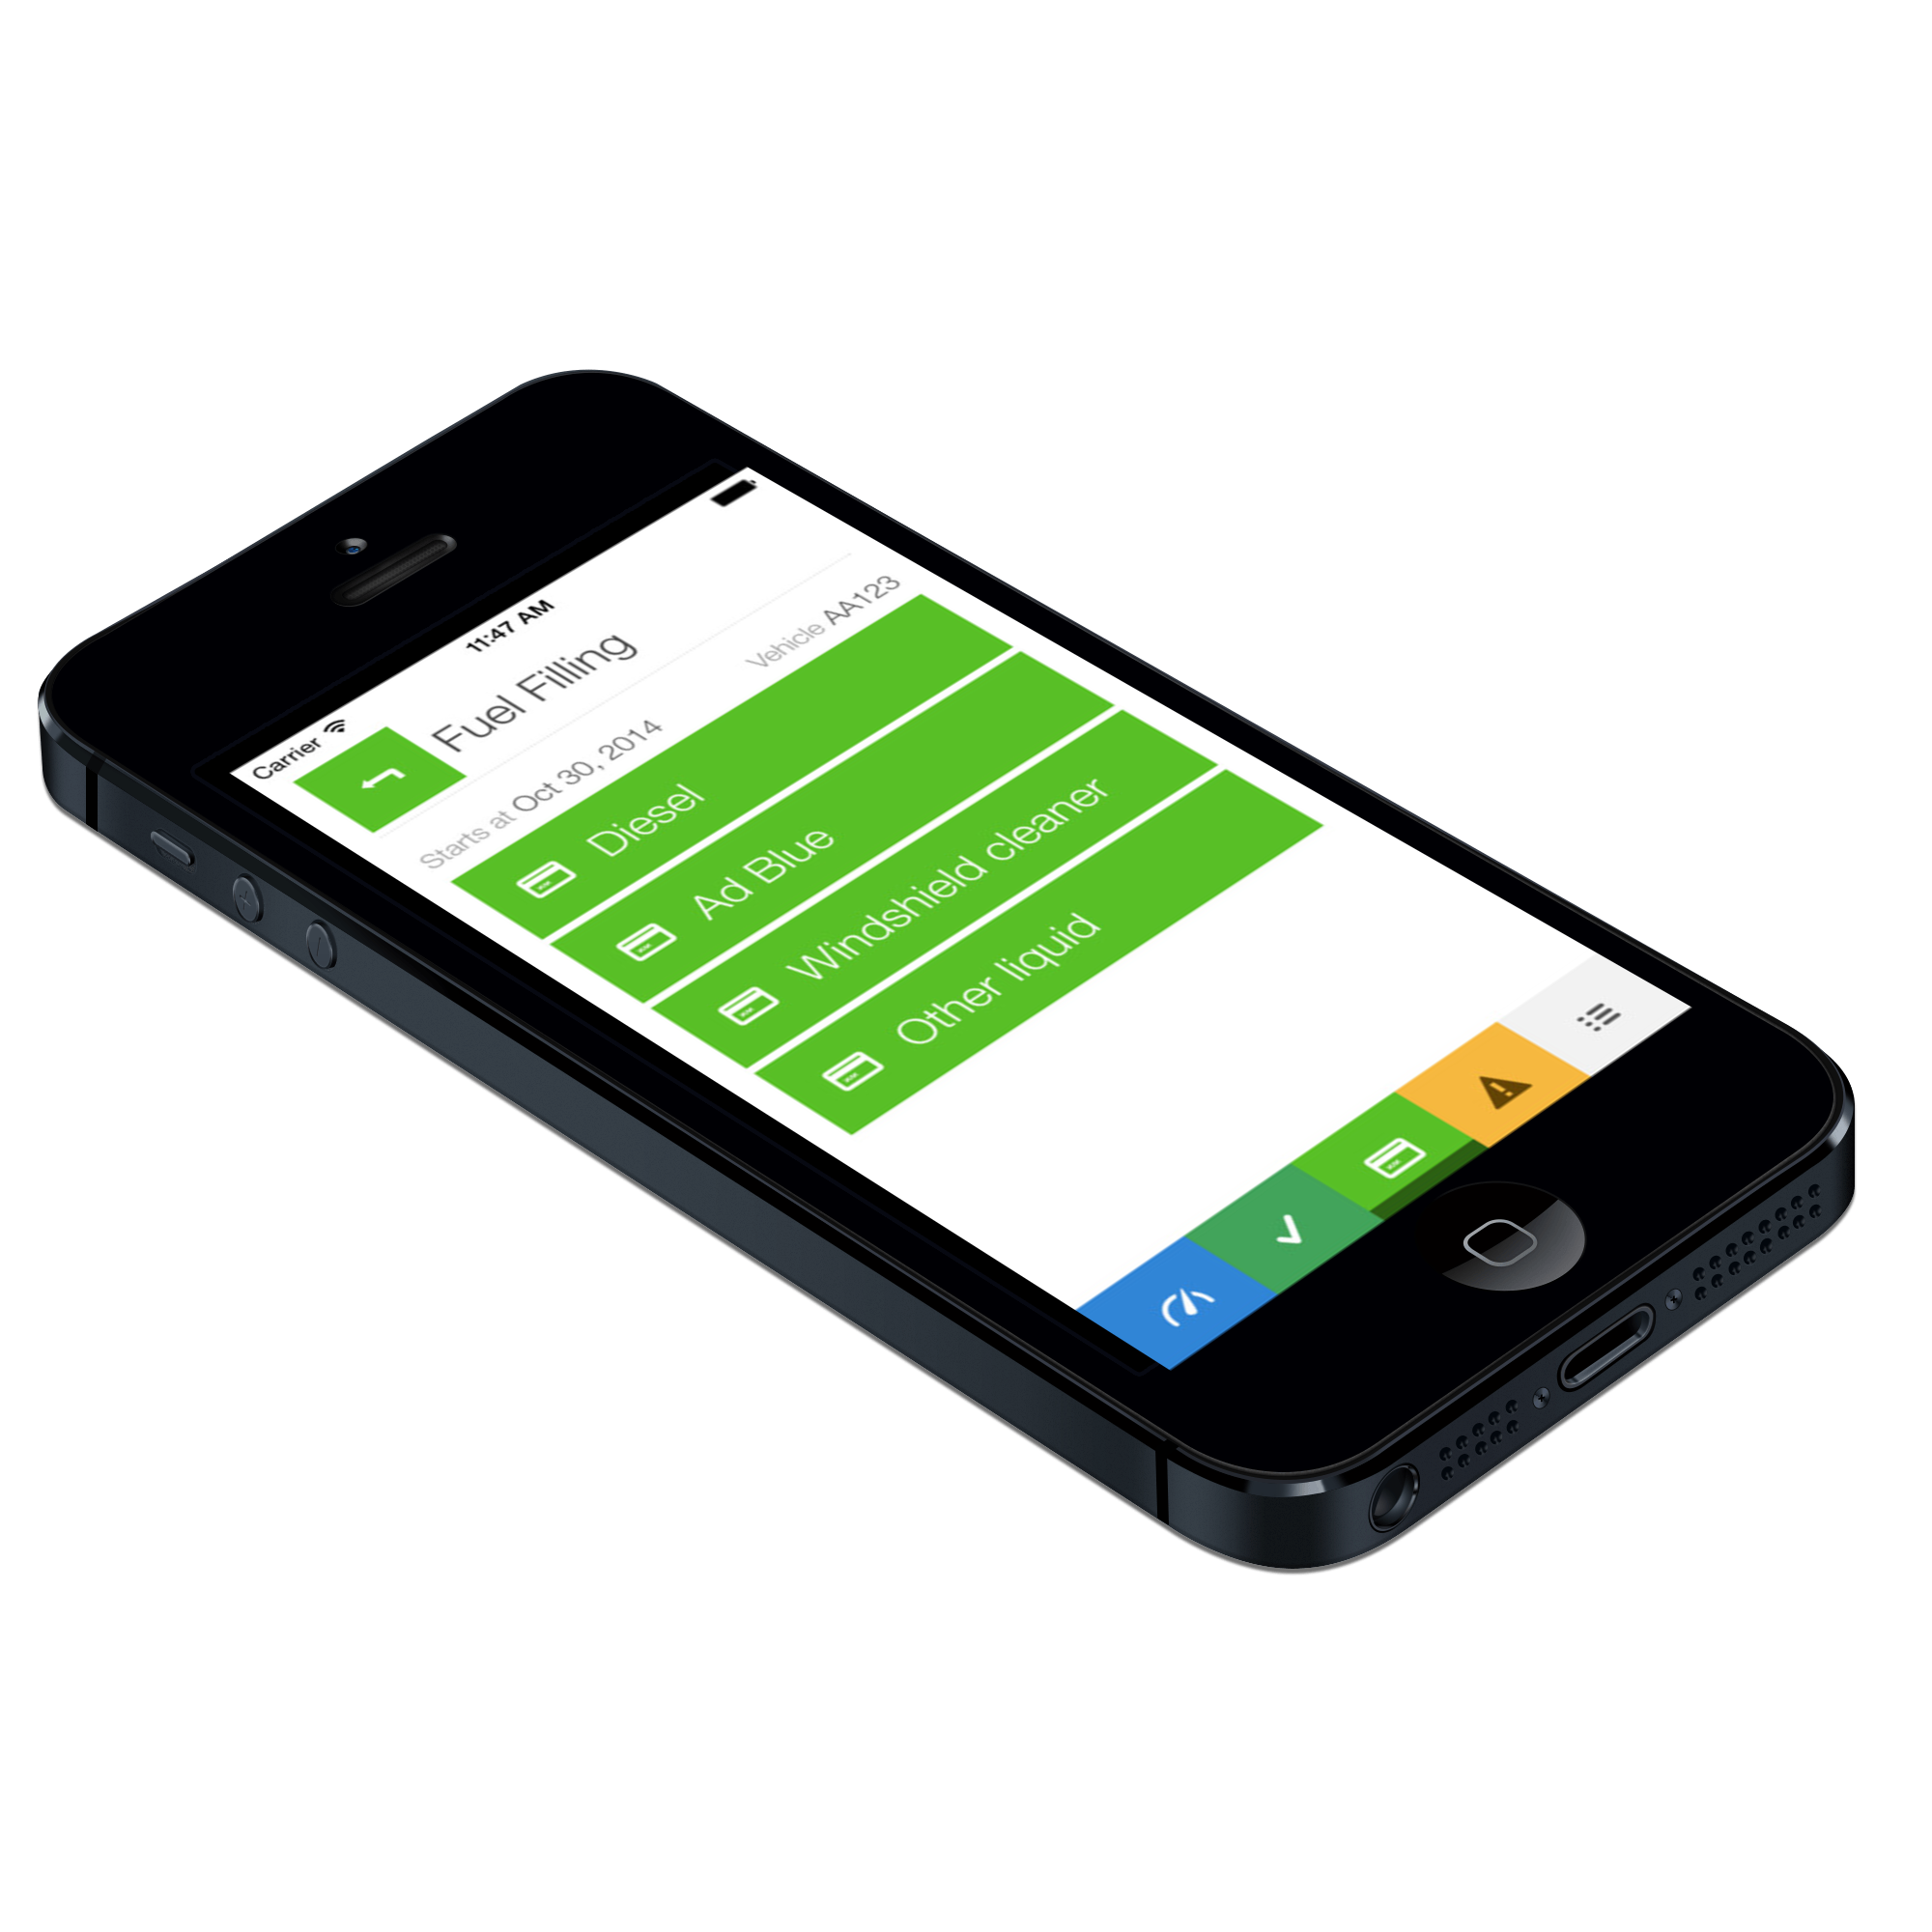 Carrier 11:47 AM
Fuel Filling
Starts at Oct 30, 2014 Vehicle AA123
Diesel
Ad Blue
Windshield cleaner
Other liquid